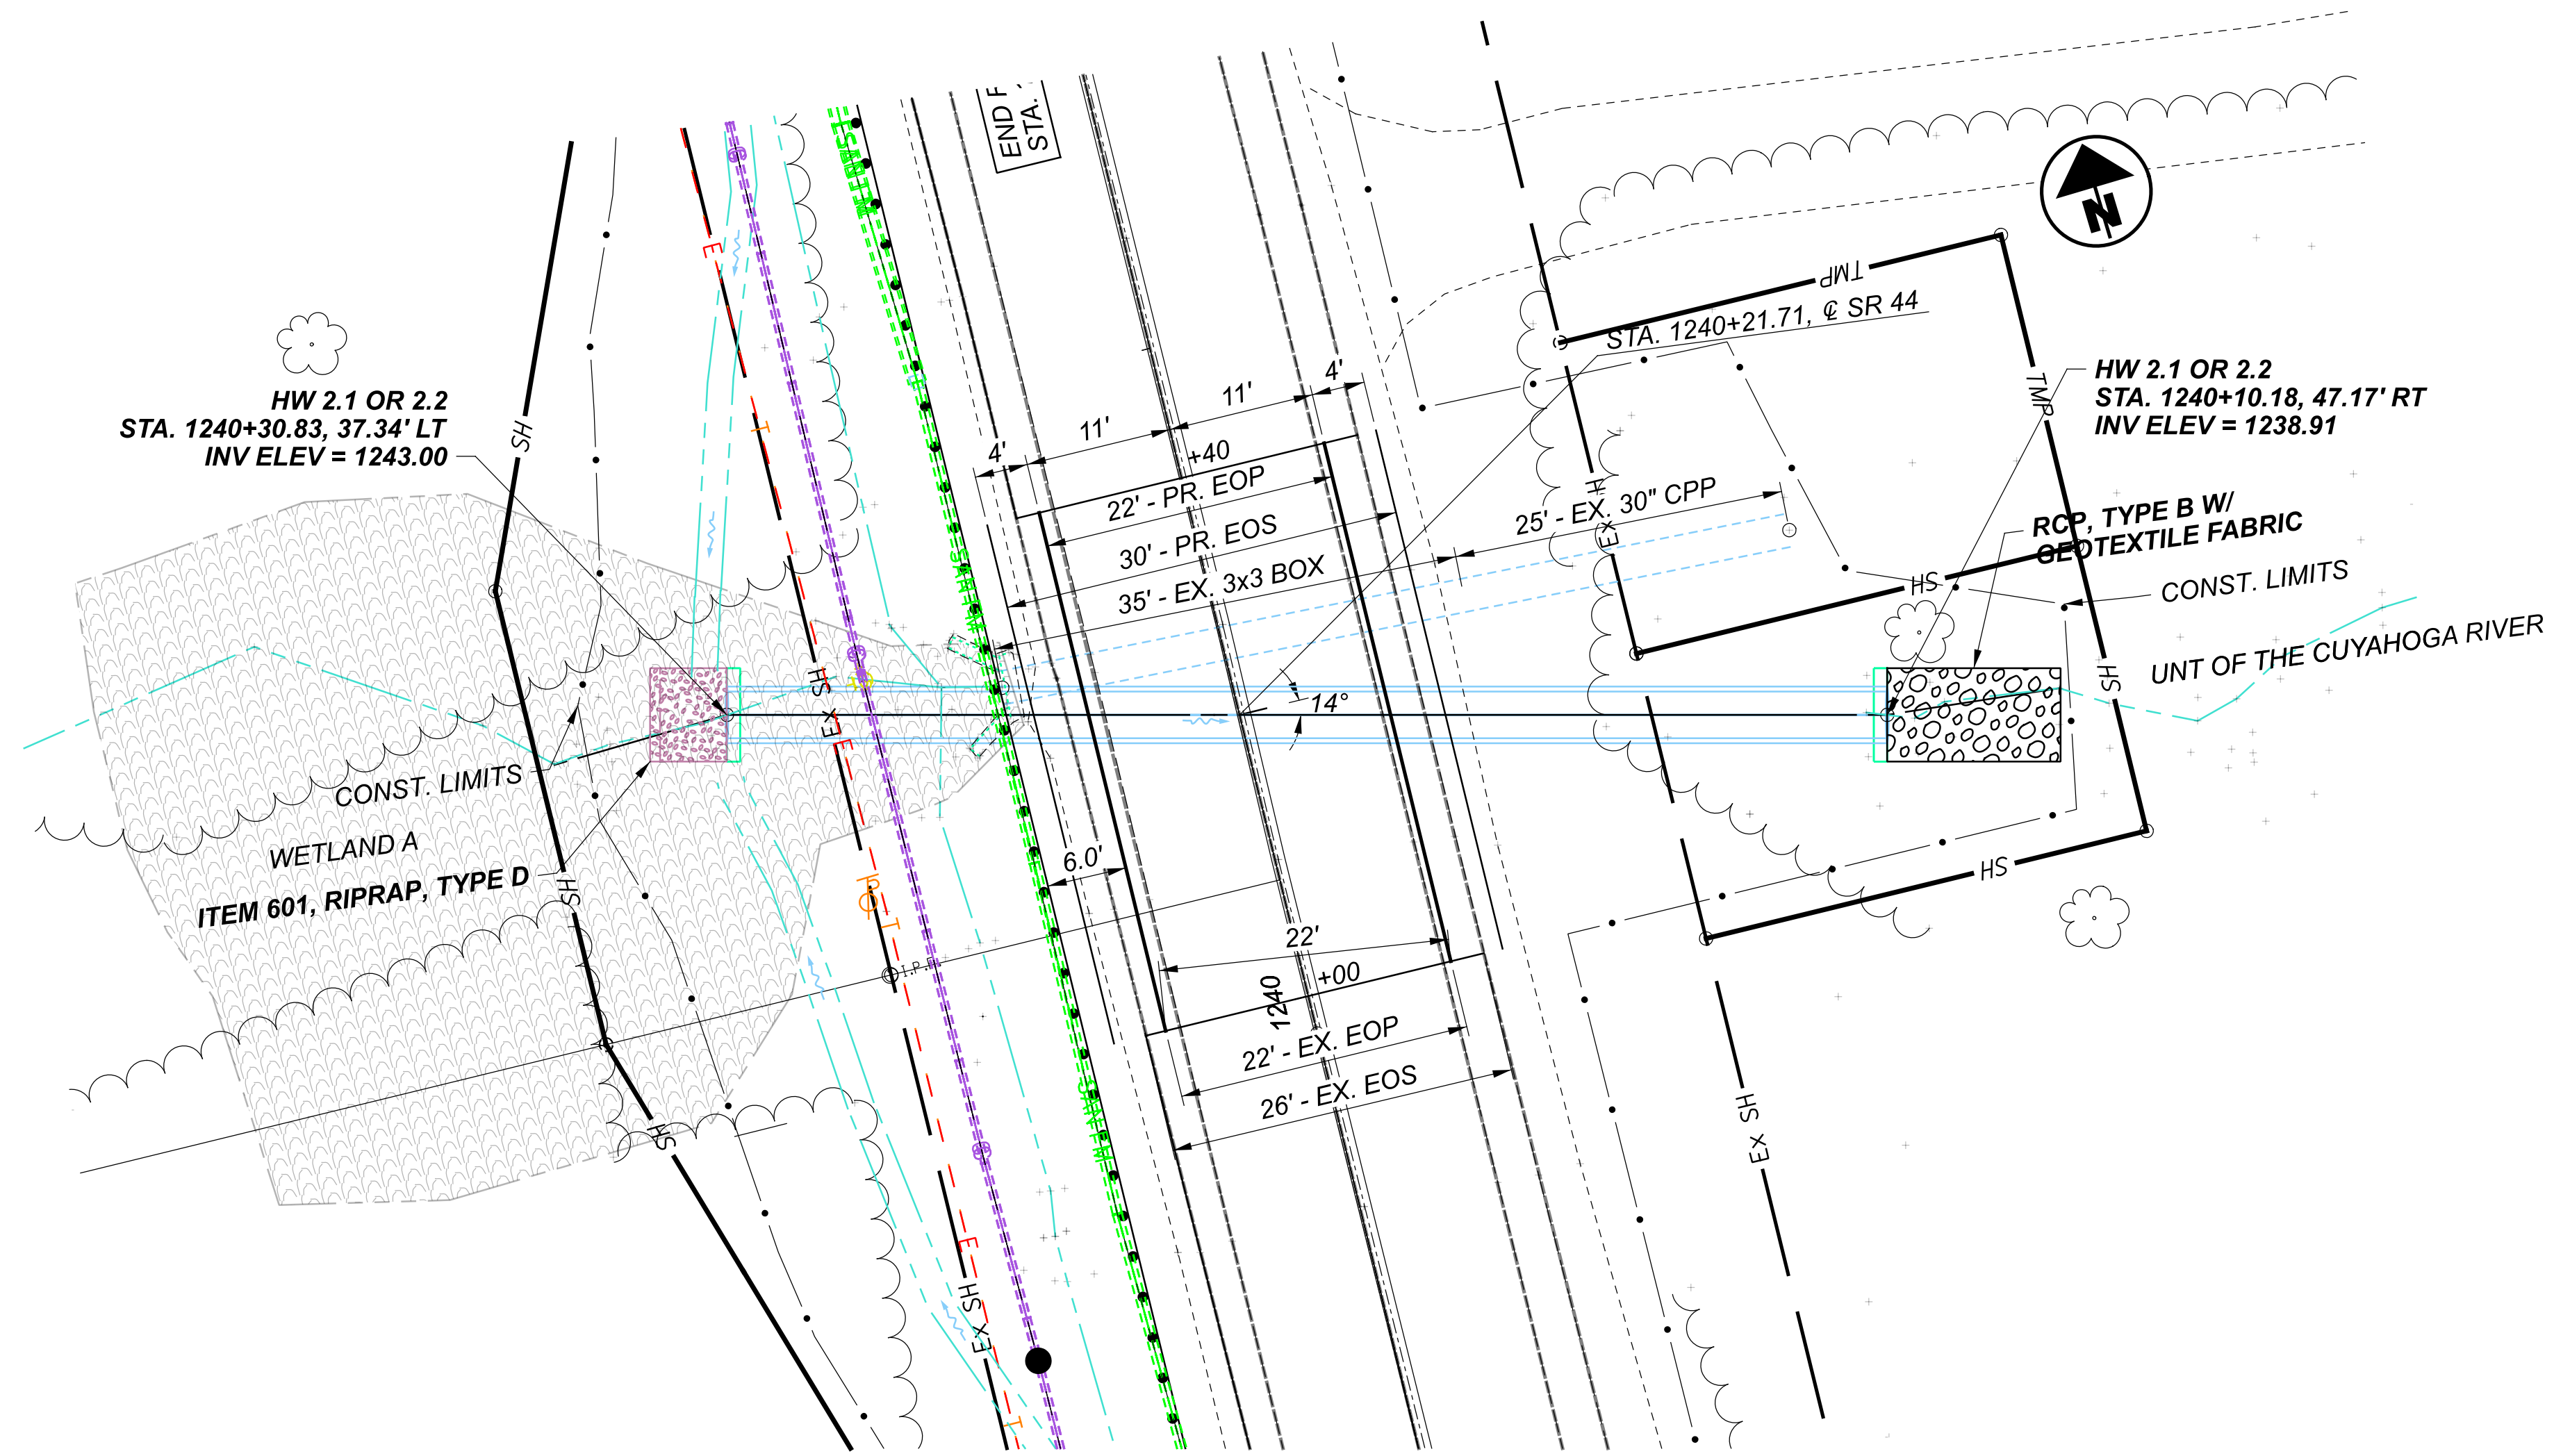 END
STA.
N
TMP
STA. 1240+21.71, ℄ SR 44
HW 2.1 OR 2.2
STA. 1240+30.83, 37.34' LT
INV ELEV = 1243.00
HW 2.1 OR 2.2
STA. 1240+10.18, 47.17' RT
INV ELEV = 1238.91
TMP
SH
E
T
4'
11'
11'
4'
+40
22' - PR. EOP
30' - PR. EOS
35' - EX. 3x3 BOX
25' - EX. 30" CPP
RCP, TYPE B W/
GEOTEXTILE FABRIC
CONST. LIMITS
UNT OF THE CUYAHOGA RIVER
SH
SH
SH
EX SH
14°
E
CONST. LIMITS
WETLAND A
ITEM 601, RIPRAP, TYPE D
SH
6.0'
T
I.P.F.
22'
+00
1240
22' - EX. EOP
26' - EX. EOS
SH
EX SH
E
EX SH
T